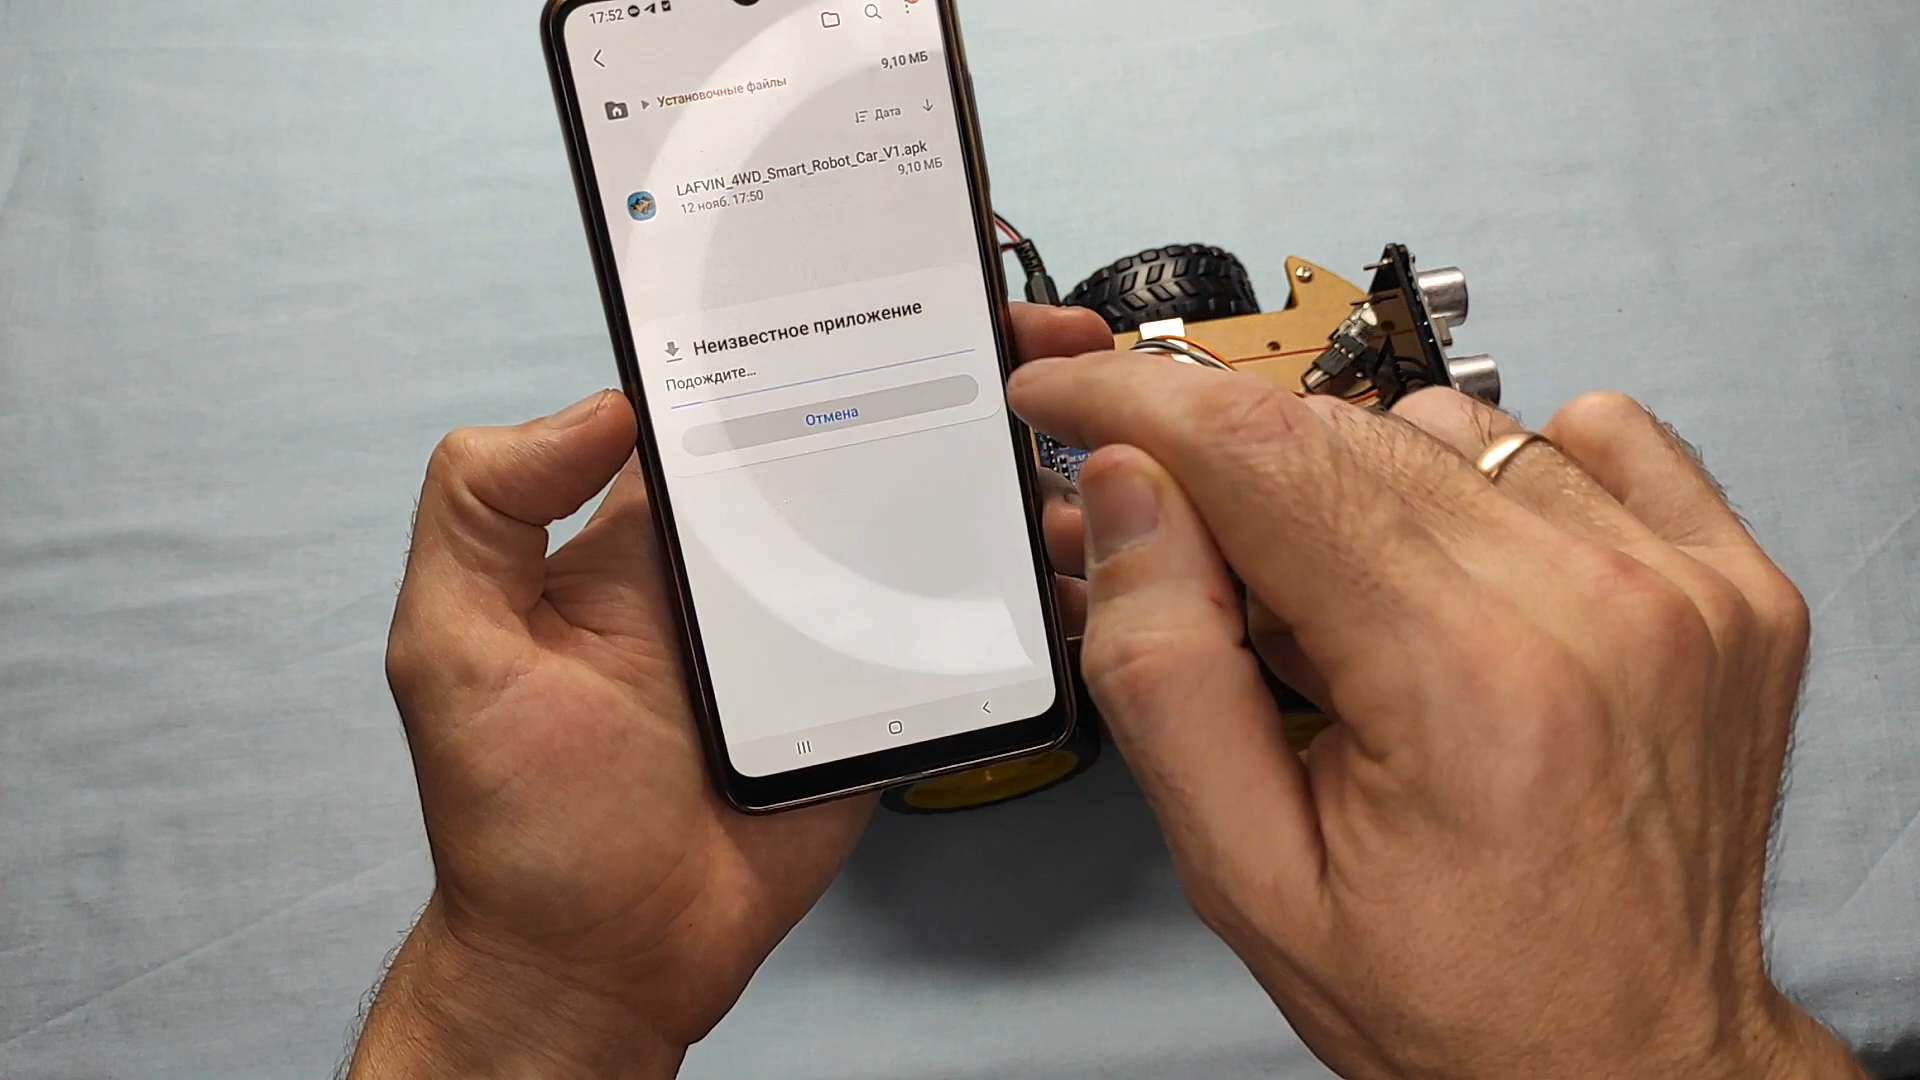 17:52
9,10 МБ
Установочные файлы
Дата
LAFVIN_4WD_Smart_Robot_Car_V1.apk
12 нояб. 17:50
9,10 МБ
Неизвестное приложение
Подождите...
Отмена